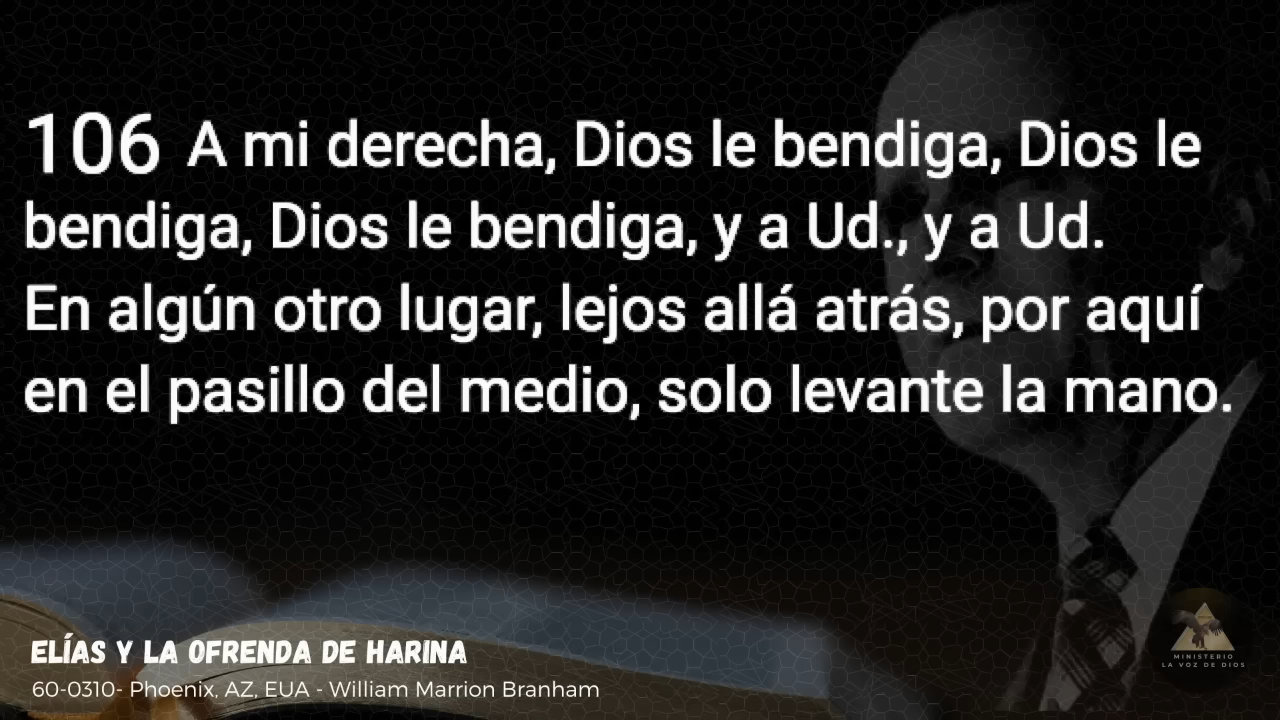 106 A mi derecha, Dios le bendiga, Dios le
bendiga, Dios le bendiga, y a Ud., y a Ud.
En algún otro lugar, lejos allá atrás, por aquí
en el pasillo del medio, solo levante la mano.
ELÍAS Y LA OFRENDA DE HARINA
60-0310- Phoenix, AZ, EUA - William Marrion Branham
MINISTERIO
LA VOZ DE DIOS